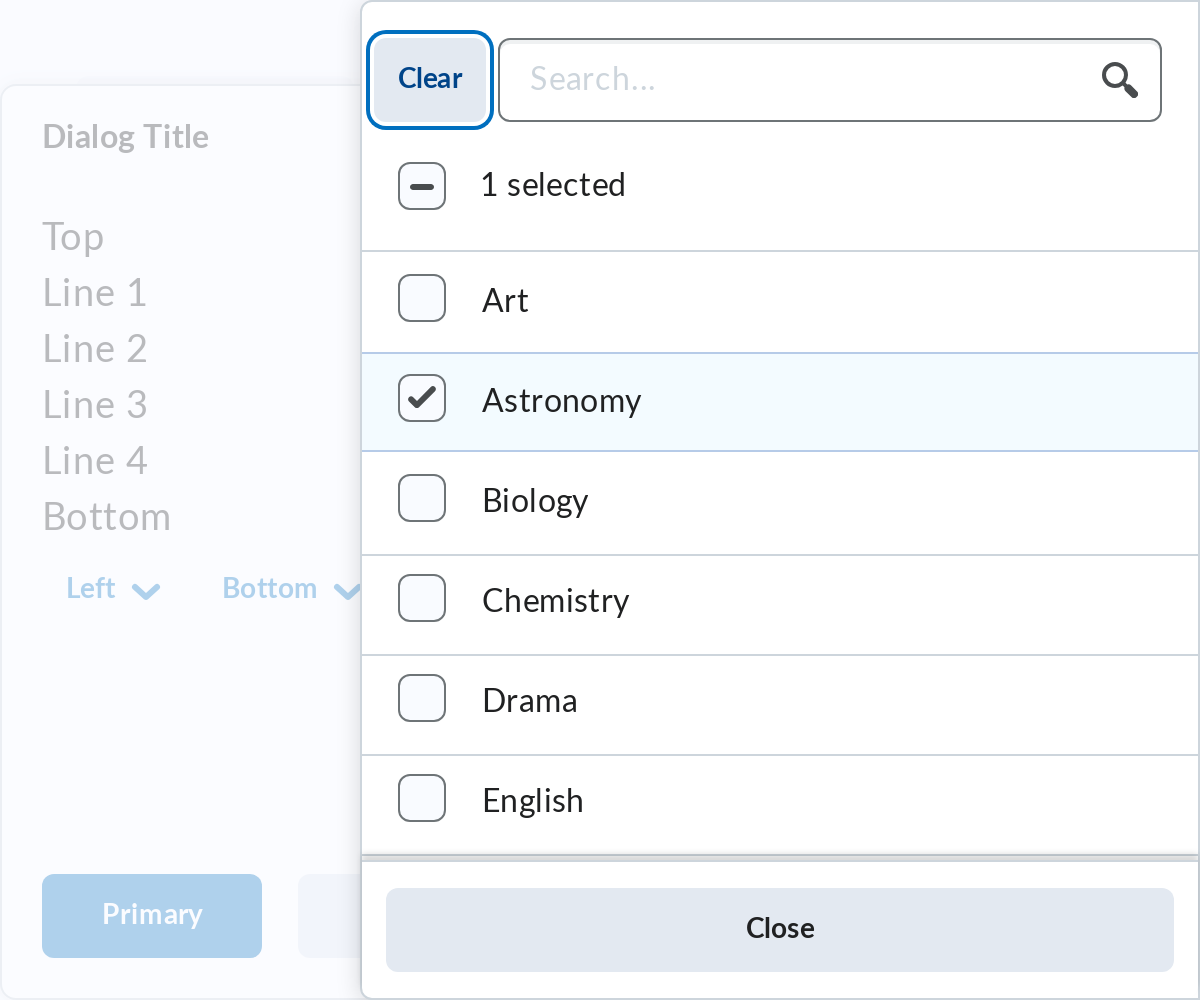 Clear
Search...
1 selected
Art
Astronomy
Biology
Chemistry
Drama
English
Close
Dialog Title
Top
Line 1
Line 2
Line 3
Line 4
Bottom
Left Bottom
Primary